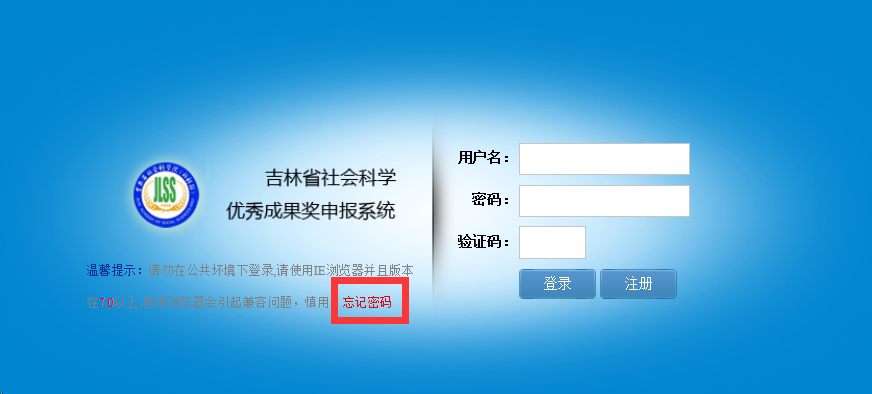 吉林省社会科学
优秀成果奖申报系统
JLSS
温馨提示：请勿在公共环境下登录,请使用IE浏览器并且版本
在7.0以上,其他浏览器会引起兼容问题，慎用
忘记密码
用户名：
密码：
验证码：
登录
注册